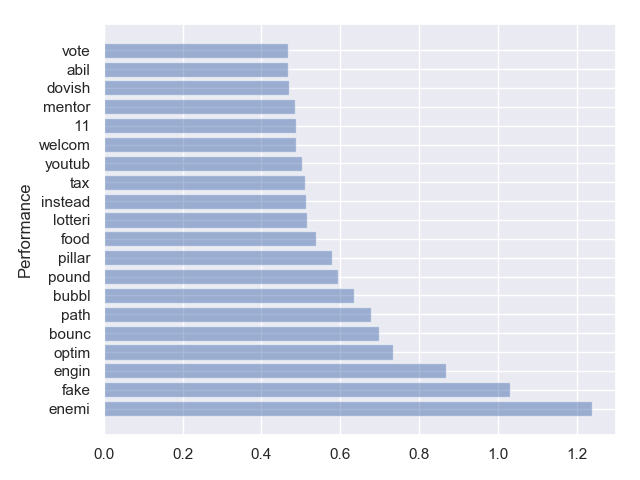 Performance
vote
abil
dovish
mentor
11
welcom
youtub
tax
instead
lotteri
food
pillar
pound
bubbl
path
bounc
optim
engin
fake
enemi
0.0 0.2 0.4 0.6 0.8 1.0 1.2